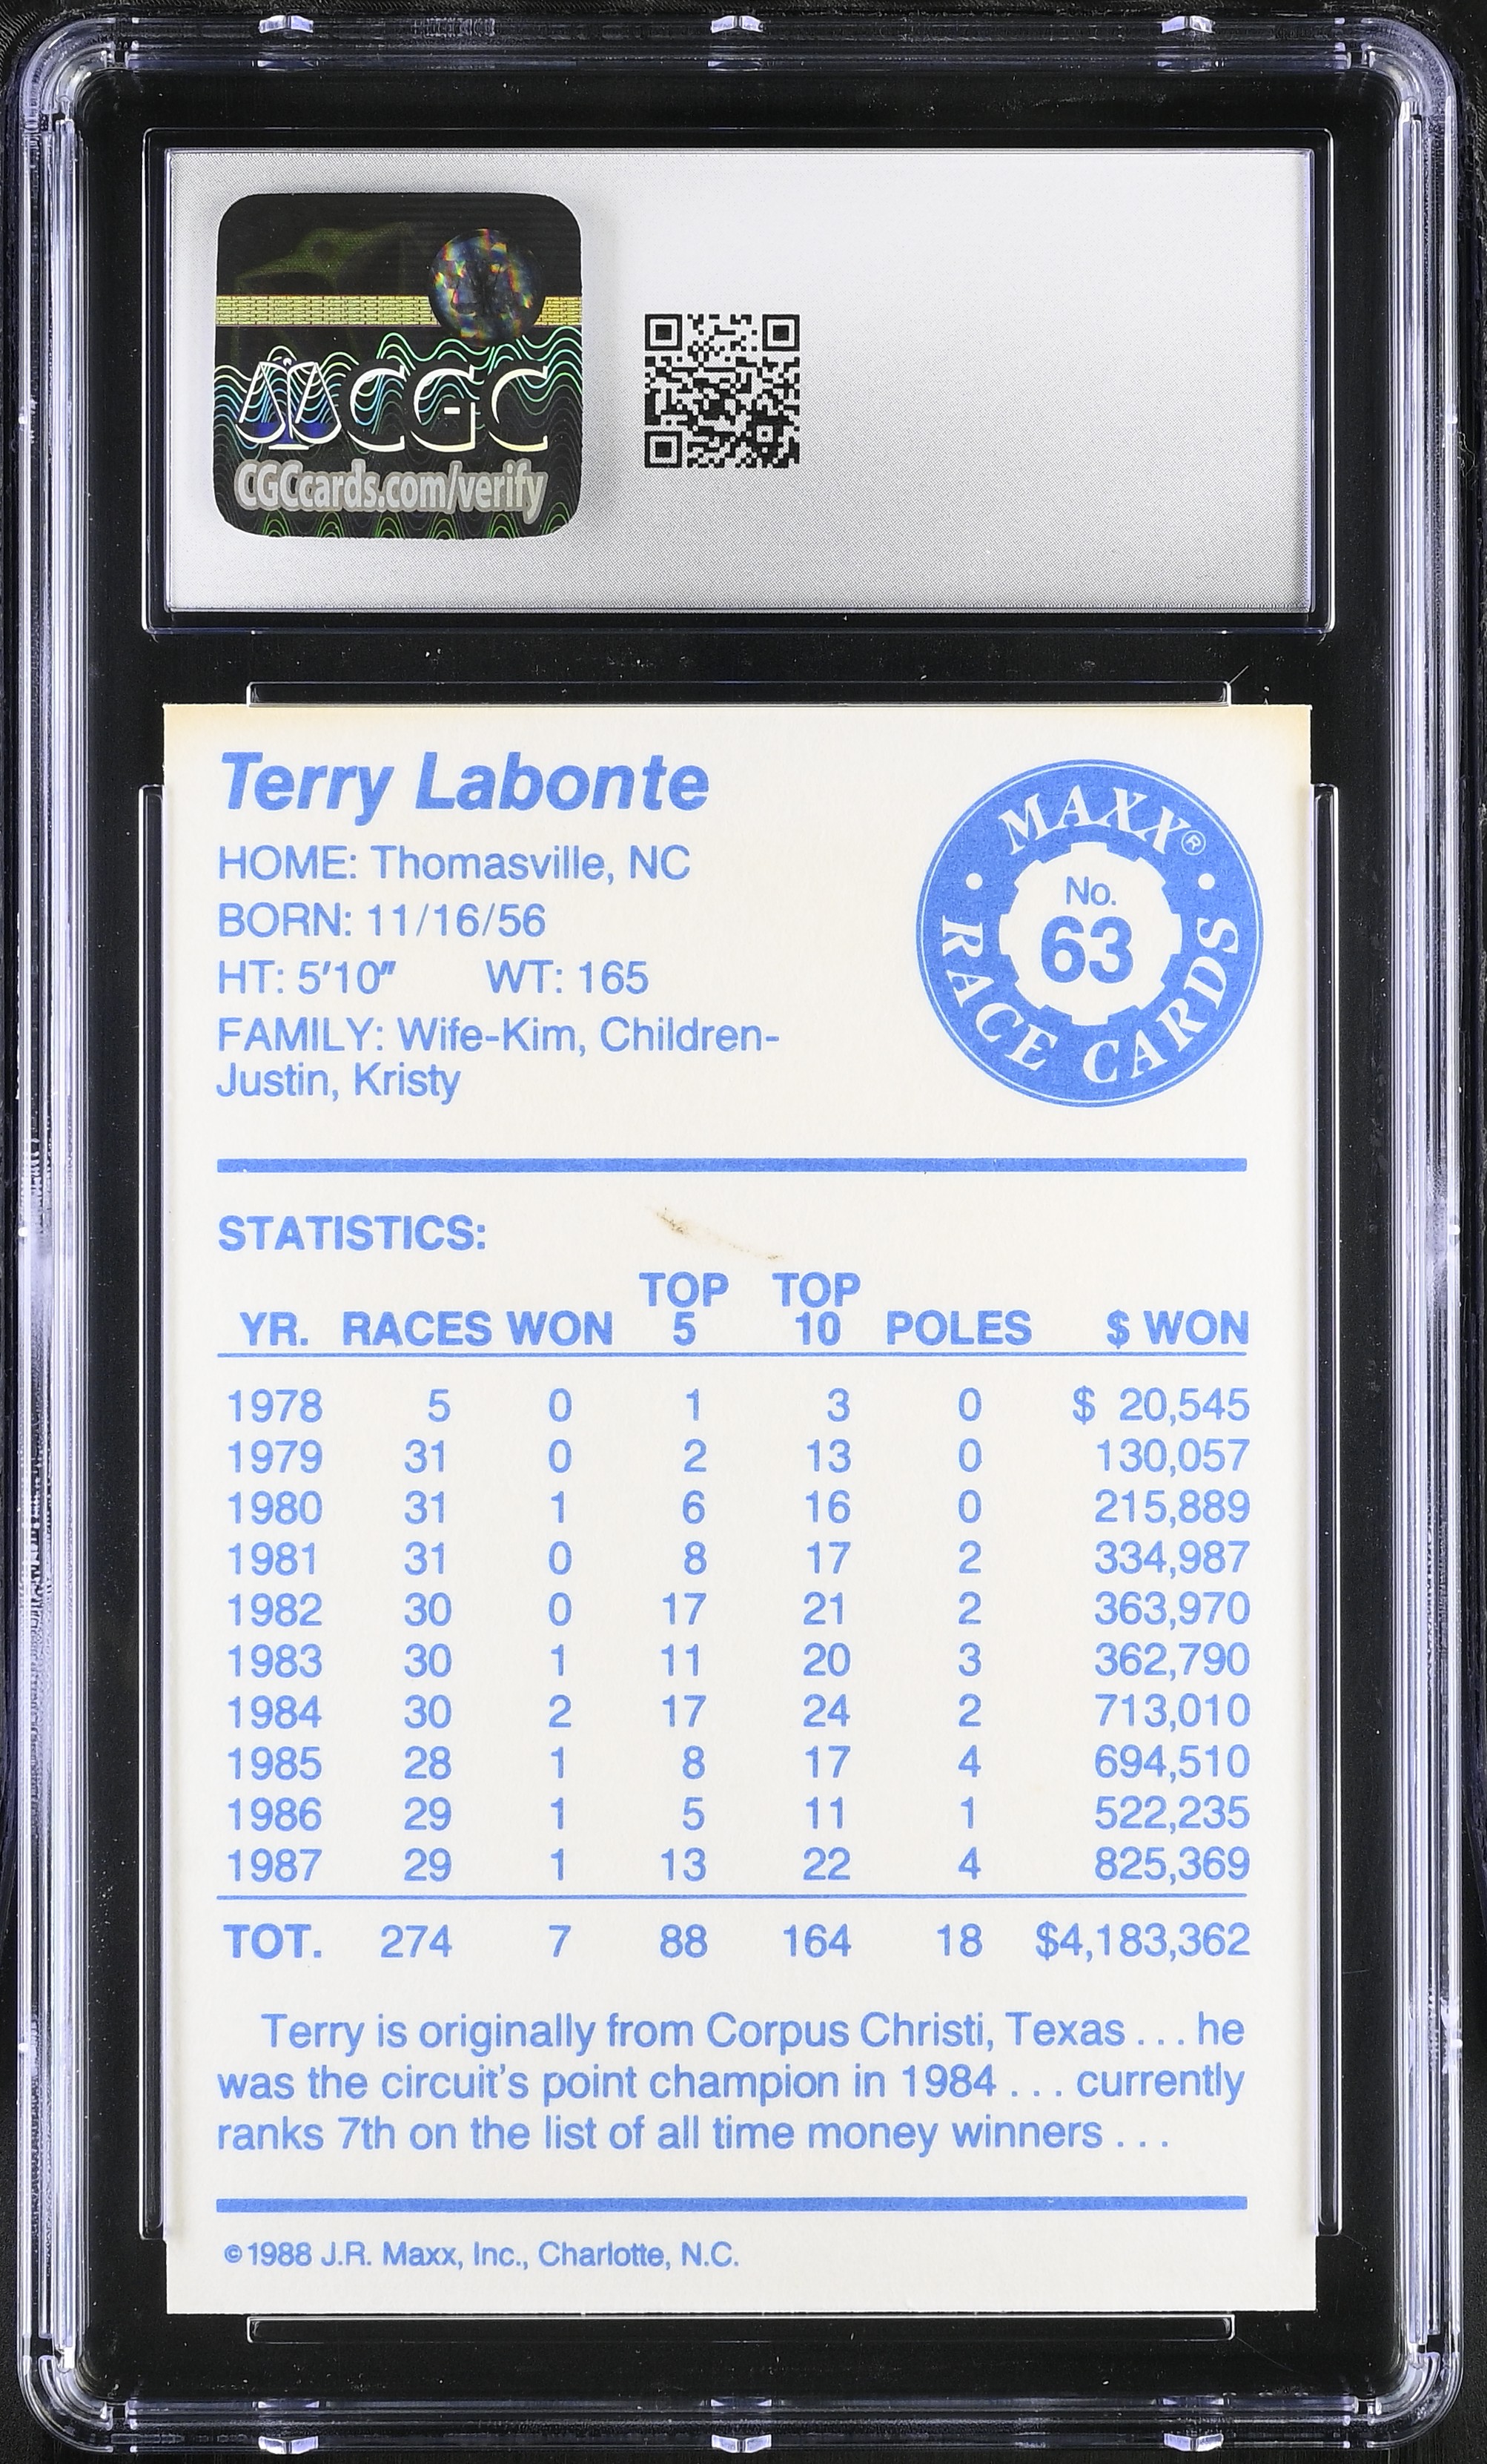 CGC
CGCcards.com/verify
Terry Labonte
HOME: Thomasville, NC
BORN: 11/16/56
HT: 5'10" WT: 165
FAMILY: Wife-Kim, Children-
Justin, Kristy
MAXX®
No.
63
RACE CARDS
STATISTICS:
TOP TOP
YR. RACES WON 5 10 POLES $ WON
1978 5 0 1 3 0 $ 20,545
1979 31 0 2 13 0 130,057
1980 31 1 6 16 0 215,889
1981 31 0 8 17 2 334,987
1982 30 0 17 21 2 363,970
1983 30 1 11 20 3 362,790
1984 30 2 17 24 2 713,010
1985 28 1 8 17 4 694,510
1986 29 1 5 11 1 522,235
1987 29 1 13 22 4 825,369
TOT. 274 7 88 164 18 $4,183,362
Terry is originally from Corpus Christi, Texas . . . he
was the circuit's point champion in 1984 . . . currently
ranks 7th on the list of all time money winners . . .
©1988 J.R. Maxx, Inc., Charlotte, N.C.